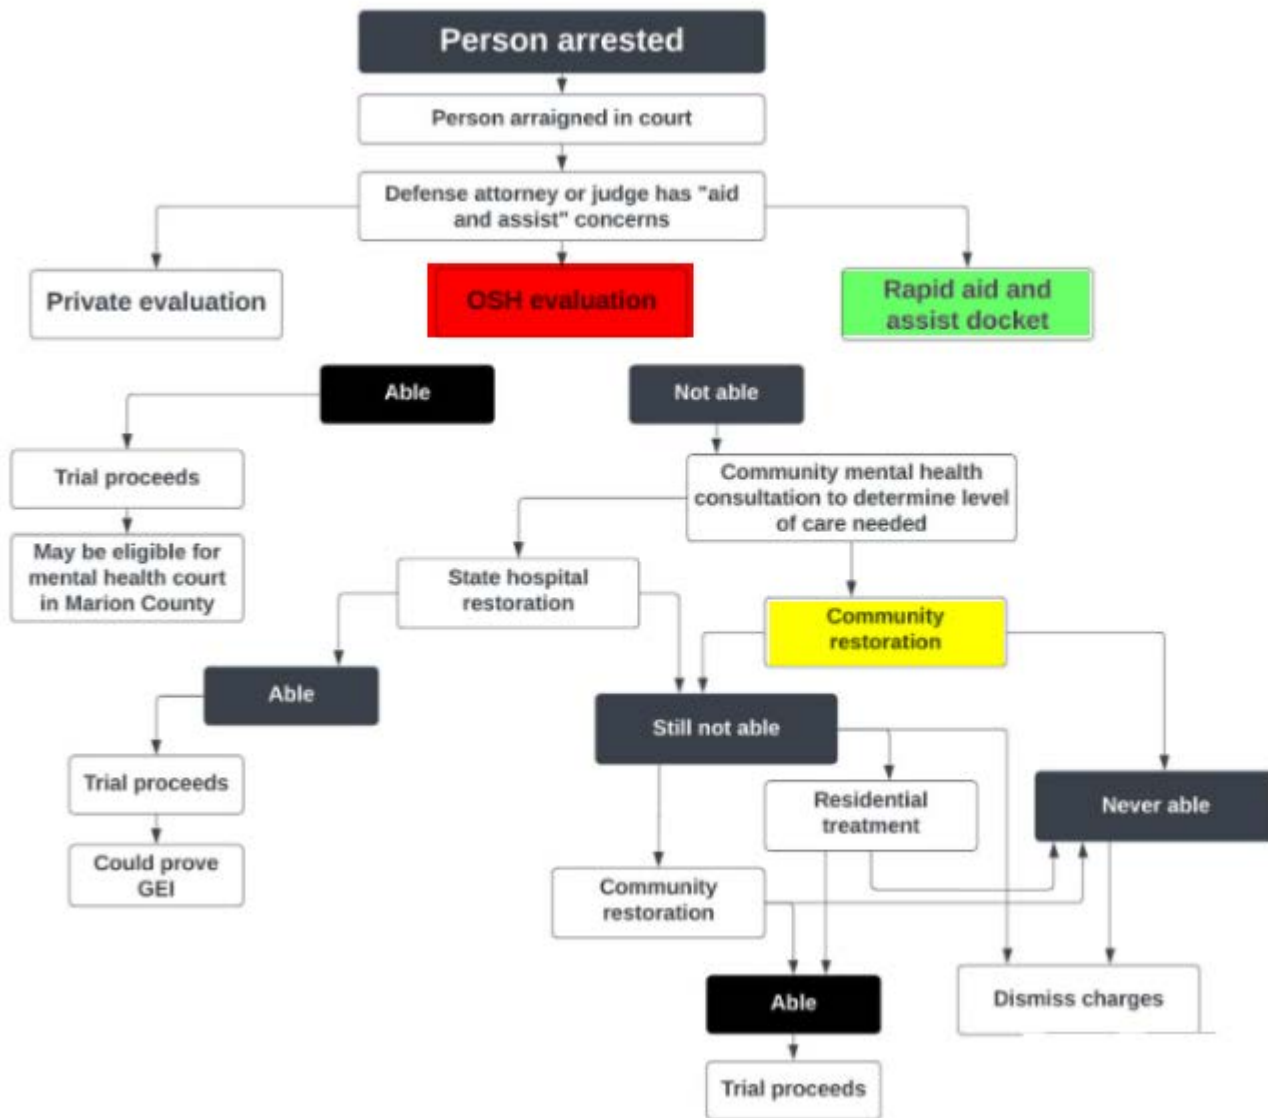 Person arrested
Person arraigned in court
Defense attorney or judge has "aid
and assist" concerns
Private evaluation
OSH evaluation
Rapid aid and
assist docket
Able
Not able
Trial proceeds
Community mental health
consultation to determine level
of care needed
May be eligible for
mental health court
in Marion County
State hospital
restoration
Community
restoration
Able
Still not able
Trial proceeds
Residential
treatment
Never able
Could prove
GEI
Community
restoration
Able
Dismiss charges
Trial proceeds